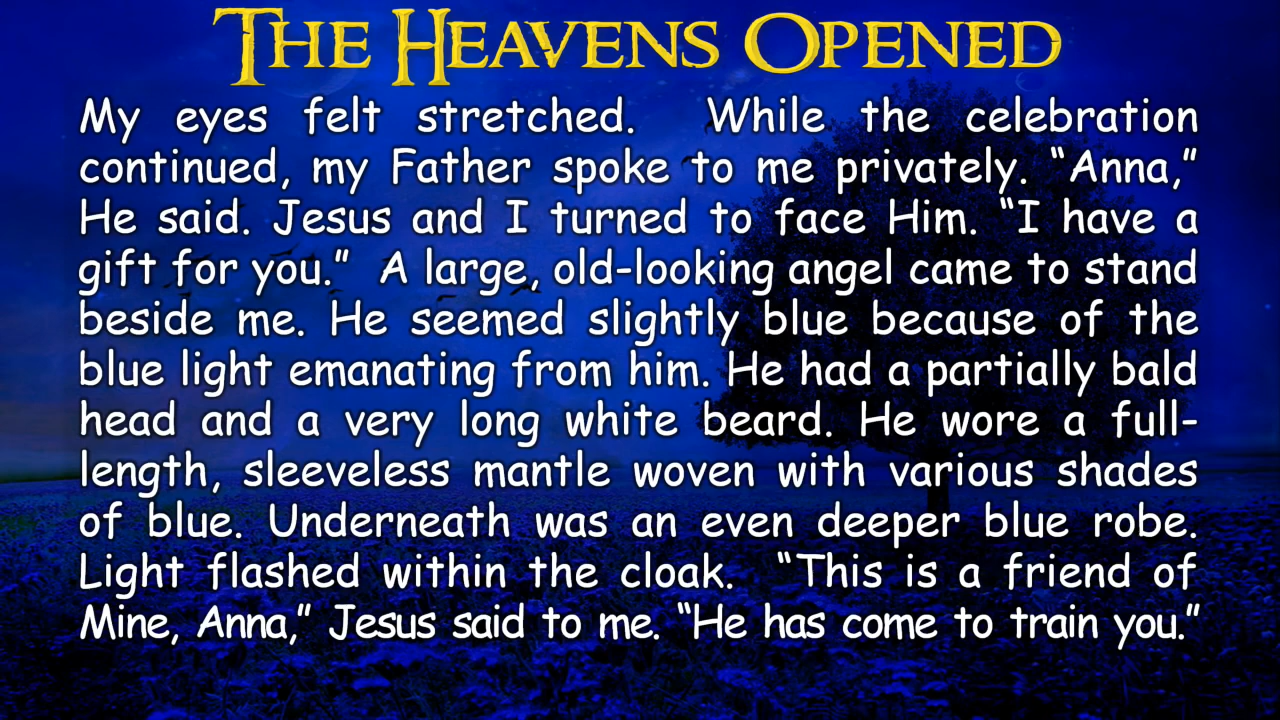 THE HEAVENS OPENED
My eyes felt stretched. While the celebration
continued, my Father spoke to me privately. “Anna,”
He said. Jesus and I turned to face Him. “I have a
gift for you.” A large, old-looking angel came to stand
beside me. He seemed slightly blue because of the
blue light emanating from him. He had a partially bald
head and a very long white beard. He wore a full-
length, sleeveless mantle woven with various shades
of blue. Underneath was an even deeper blue robe.
Light flashed within the cloak. “This is a friend of
Mine, Anna,” Jesus said to me. “He has come to train you.”